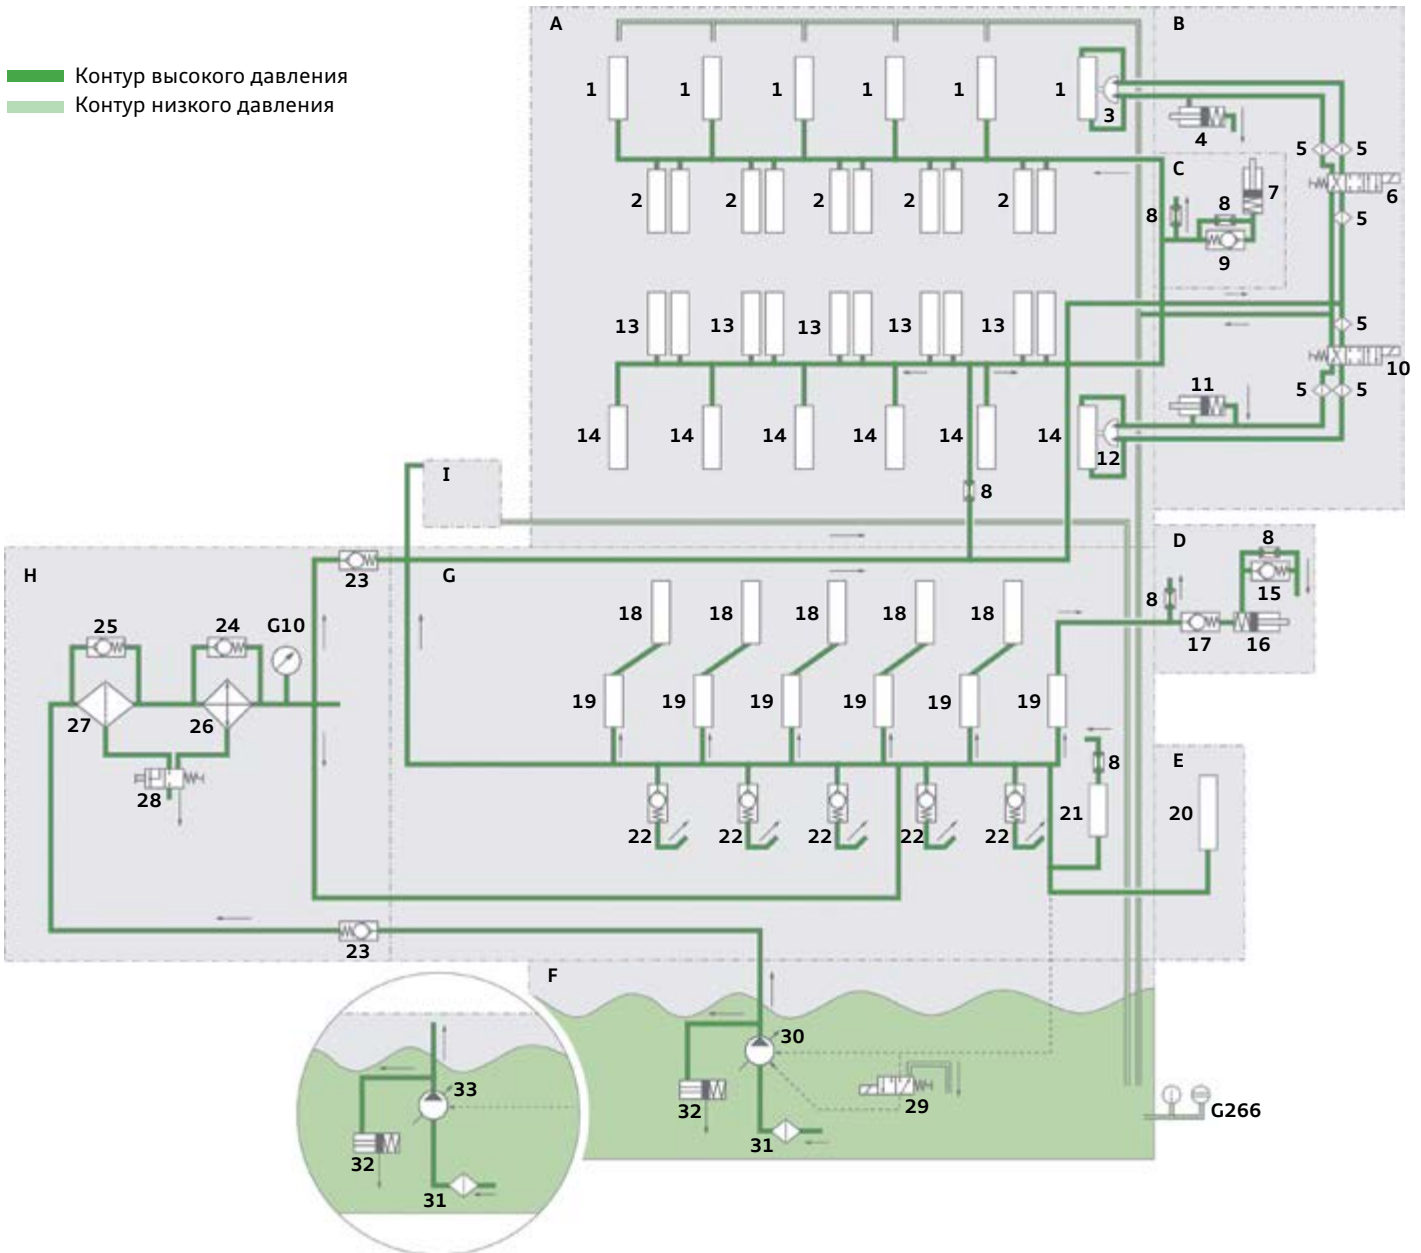 A
B
Контур высокого давления
Контур низкого давления
1 1 1 1 1 1
3
4
5 5
C
7
6
2 2 2 2 2
8 8
5
9
13 13 13 13 13
5
10
11
5 5
14 14 14 14 14 14
12
I
8
D
8
H
23
G
15
8
25 24 G10
18 18 18 18 18
17 16
19 19 19 19 19 19
27 26
8
E
28
21 20
22 22 22 22 22
23
F
30
33
32
29
G266
31
32
31